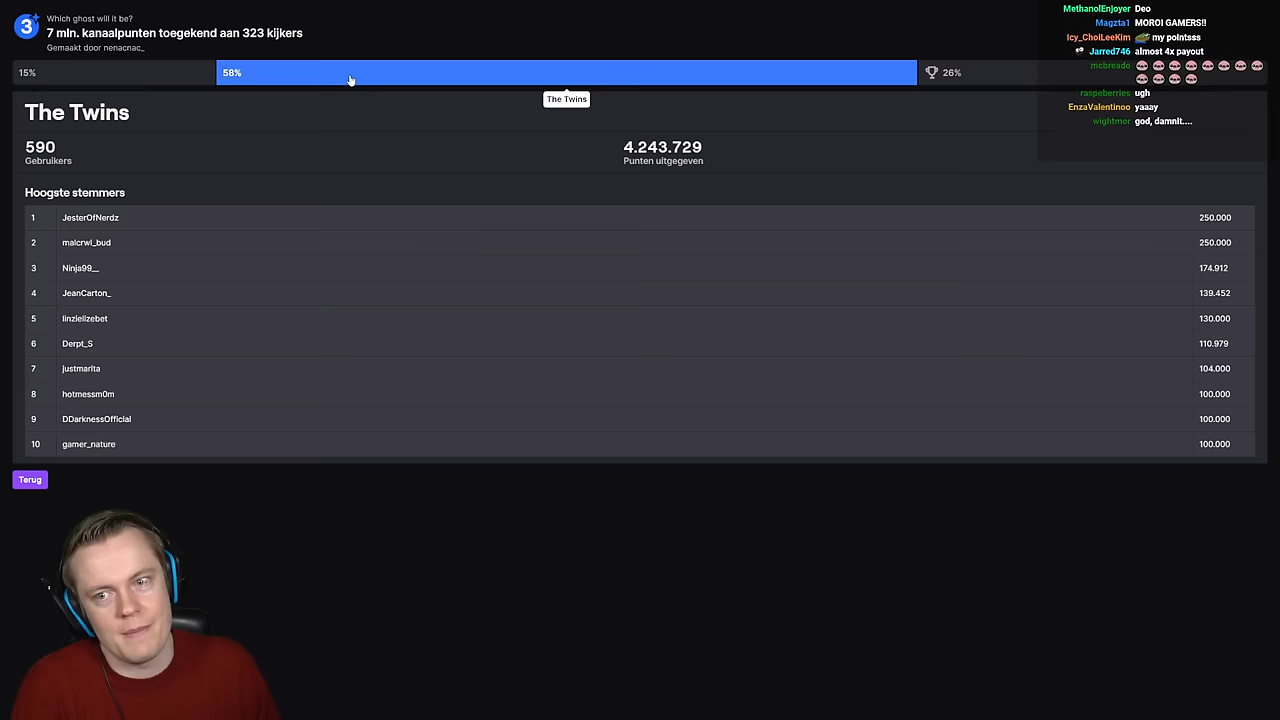 3
Which ghost will it be?
7 mln. kanaalpunten toegekend aan 323 kijkers
Gemaakt door nenacnac_
15%
58%
26%
The Twins
The Twins
590
Gebruikers
4.243.729
Punten uitgegeven
Hoogste stemmers
1 JesterOfNerdz 250.000
2 malcrwl_bud 250.000
3 Ninja99__ 174.912
4 JeanCarton_ 139.452
5 linzlelizebet 130.000
6 Derpt_S 110.979
7 justmarita 104.000
8 hotmessm0m 100.000
9 DDarknessOfficial 100.000
10 gamer_nature 100.000
Terug
MethanolEnjoyer Deo
Magzta1 MOROI GAMERS!!
Icy_ChoiLeeKim my pointsss
Jarred746 almost 4x payout
mcbreado
raspeberries ugh
EnzaValentinoo yaaay
wightmor god, damnit....